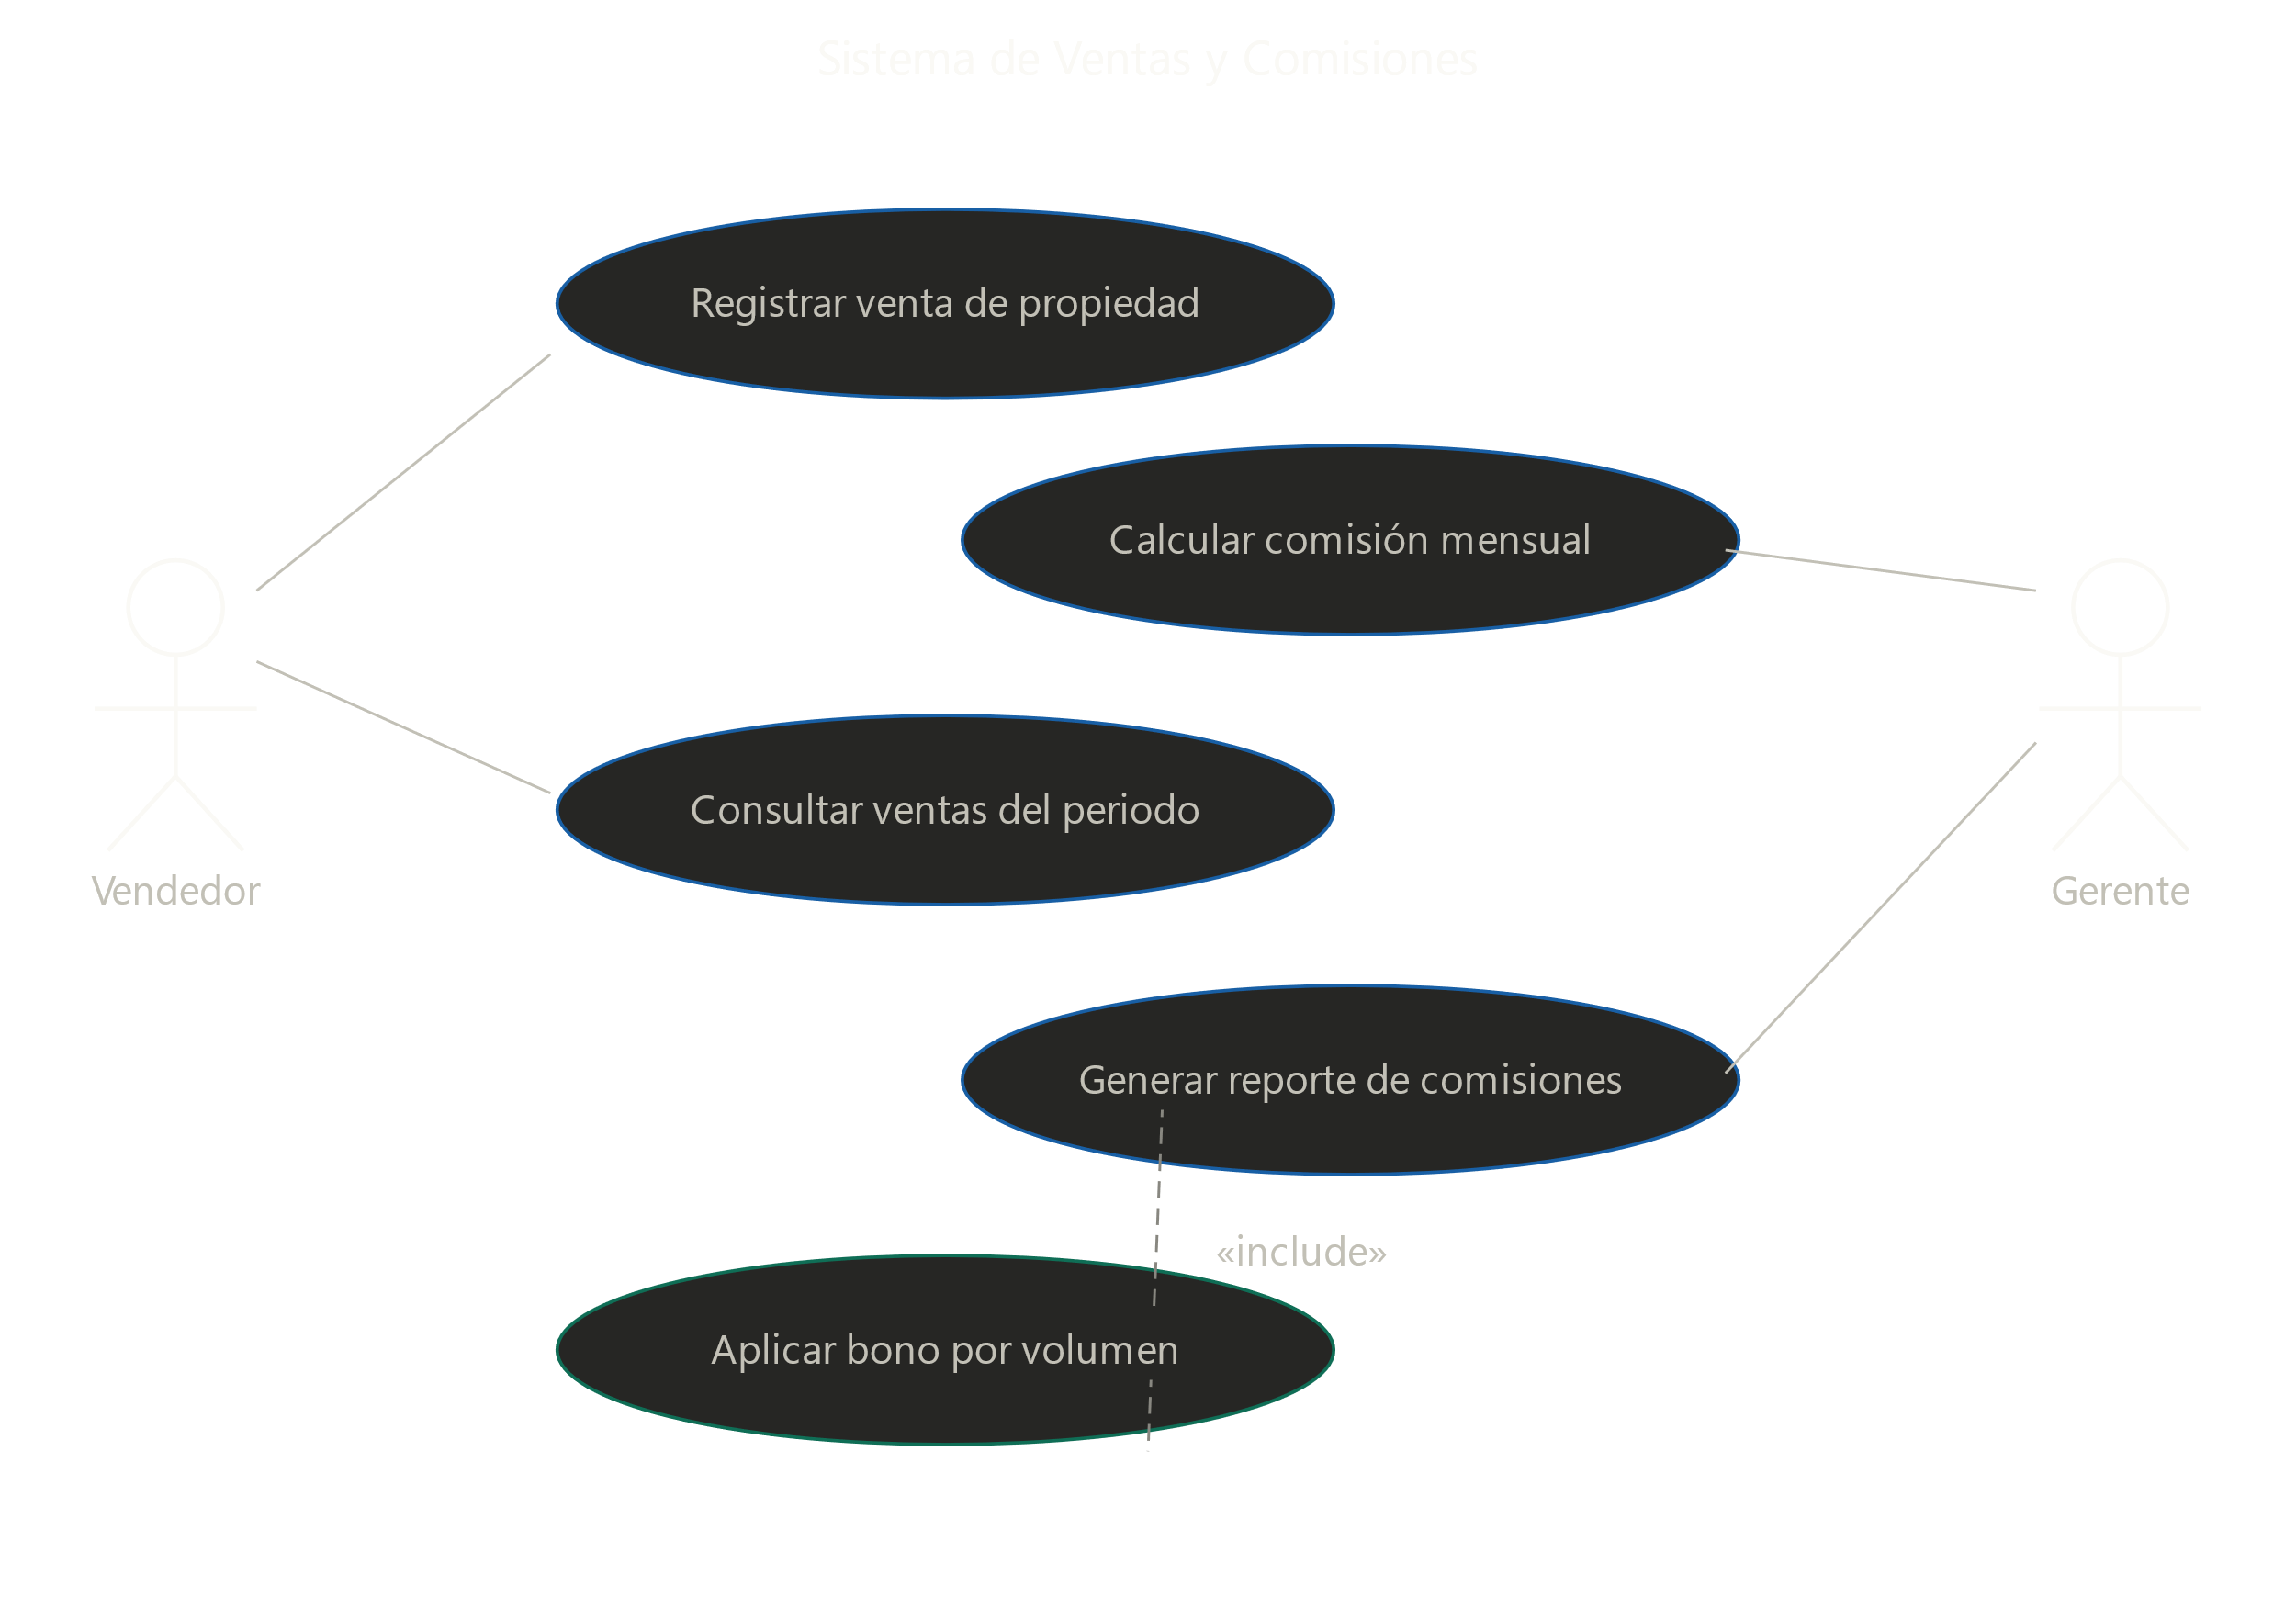 Sistema de Ventas y Comisiones
Registrar venta de propiedad
Calcular comisión mensual
Consultar ventas del periodo
Vendedor
Gerente
Generar reporte de comisiones
«include»
Aplicar bono por volumen